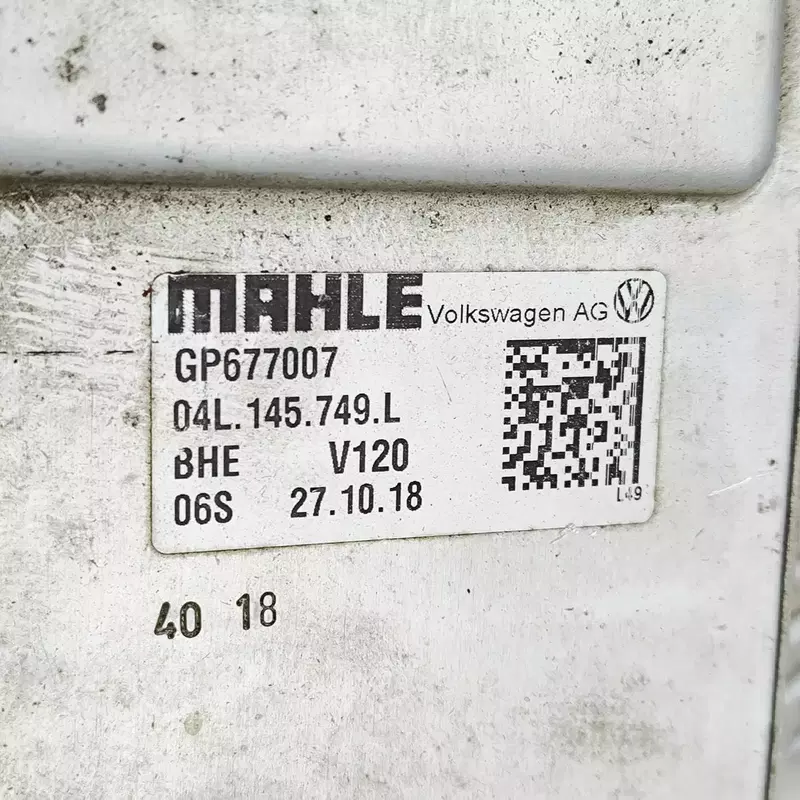 MAHLE Volkswagen AG
GP677007
04L.145.749.L
BHE V120
06S 27.10.18
L49
40 18